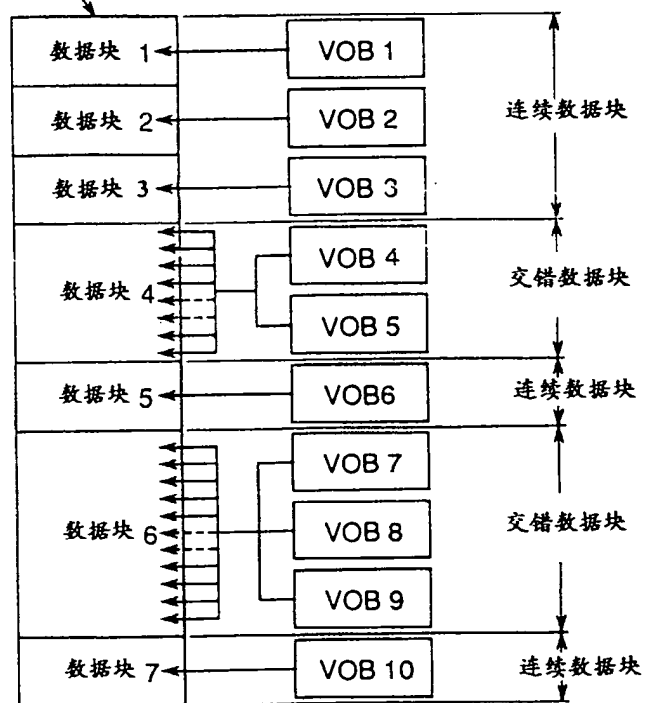 数据块 1
VOB 1
数据块 2
VOB 2
连续数据块
数据块 3
VOB 3
数据块 4
VOB 4
交错数据块
VOB 5
数据块 5
VOB6
连续数据块
数据块 6
VOB 7
VOB 8
交错数据块
VOB 9
数据块 7
VOB 10
连续数据块